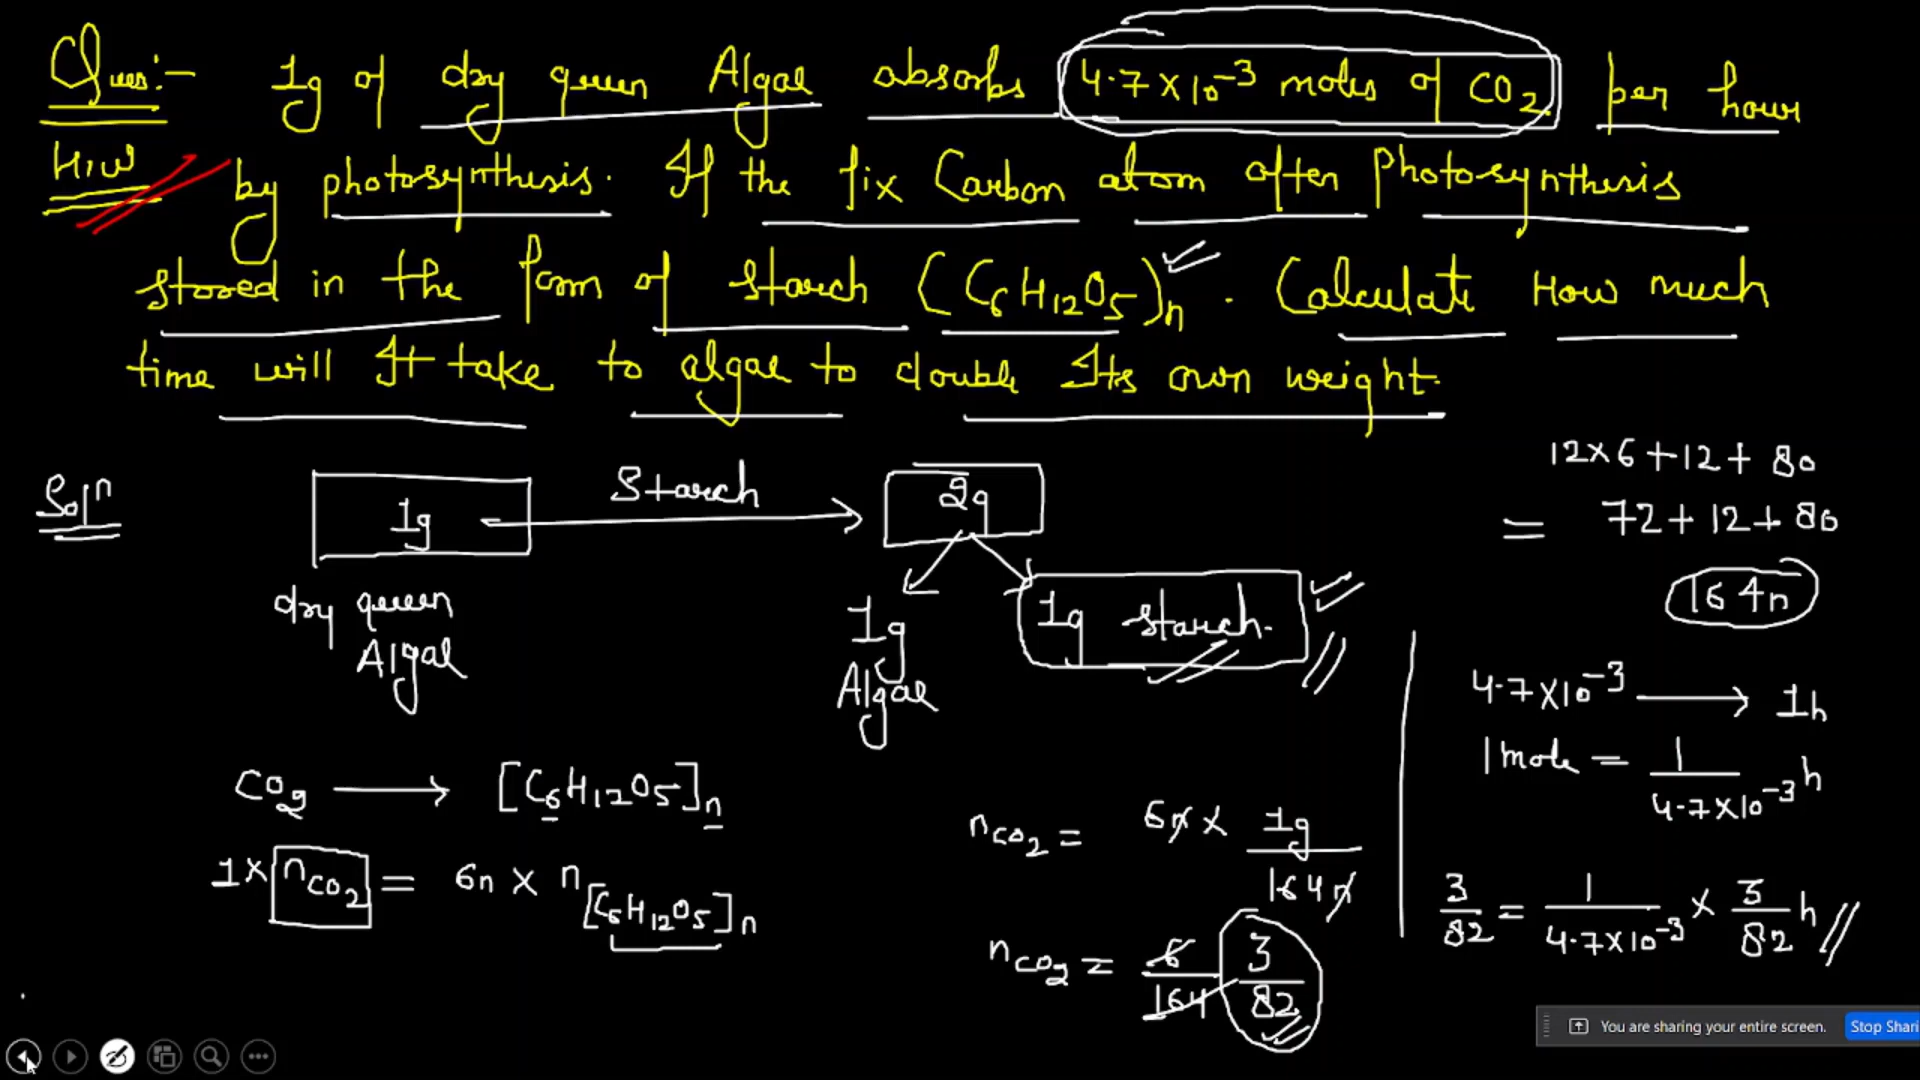 Ques:- 1g of dry green Algae absorbs 4.7×10⁻³ moles of CO₂ per hour
H/W by photosynthesis. If the fix Carbon atom after Photosynthesis
stored in the form of starch (C₆H₁₂O₅)ₙ. Calculate How much
time will It take to algae to double Its own weight.
Solⁿ
1g
Starch
2g
dry green
Algal
1g
Algae
1g starch.
12×6+12+80
= 72+12+80
164n
CO₂ → [C₆H₁₂O₅]ₙ
1× nCO₂ = 6n × n[C₆H₁₂O₅]ₙ
nCO₂ = 6n × 1g/164n
nCO₂ = 6/164 3/82
4.7×10⁻³ → 1h
1 mole = 1/4.7×10⁻³ h
3/82 = 1/4.7×10⁻³ × 3/82 h
You are sharing your entire screen.
Stop Shari